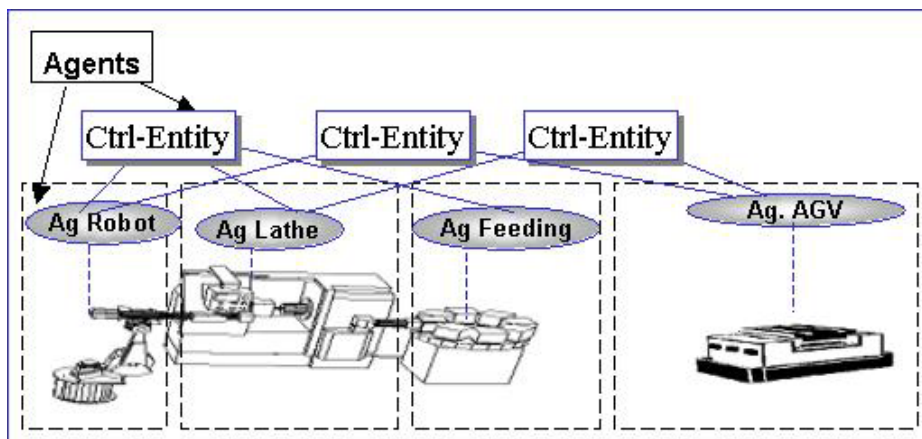 Agents
Ctrl-Entity
Ctrl-Entity
Ctrl-Entity
Ag Robot
Ag Lathe
Ag Feeding
Ag. AGV